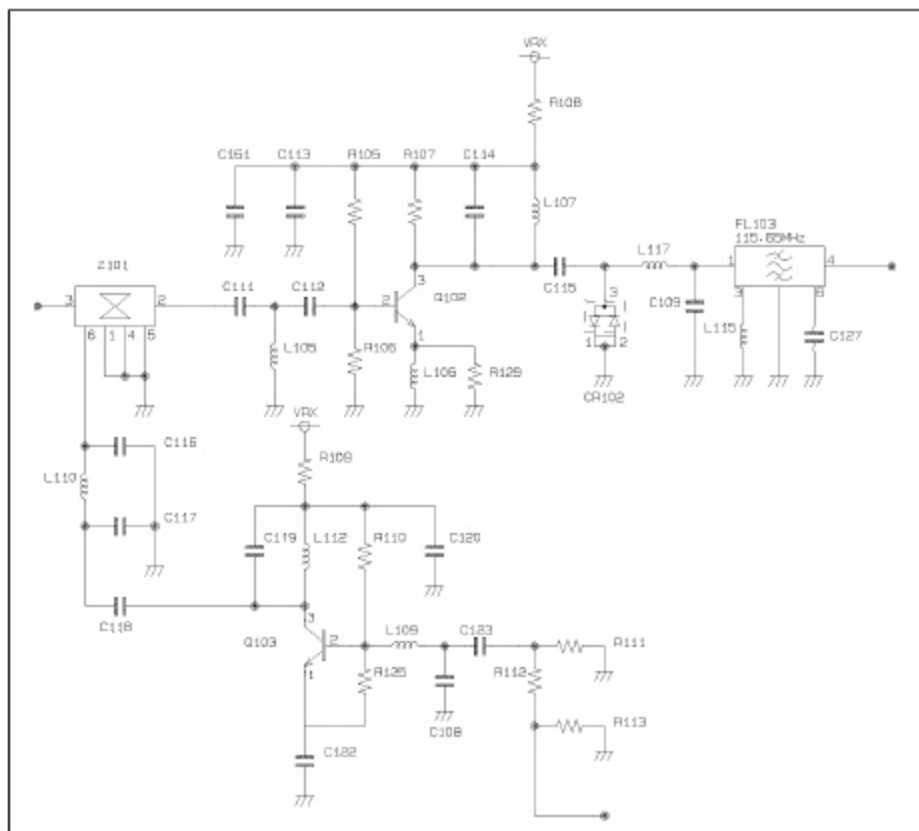 VRX
R108
C161 C113 R105 R107 C114
L107
FL103
115.65MHz
L117
Z101
1 4
3 2
C111 C112
3
2 Q102
C115
3
C109
3 6
6 1 4 5
1
L105
R106
L106
R129
1 2
L115
C127
CR102
VRX
C116
R109
L110
C117
C119 L112 R110 C120
C118
3
Q103
2
L109 C123
R111
1
R125
R112
C108
R113
C122